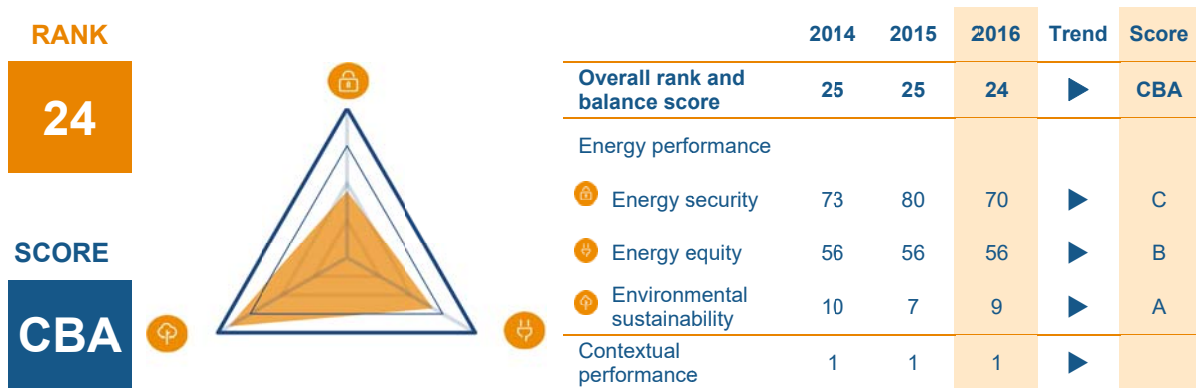 RANK
24
SCORE
CBA
2014 2015 2016 Trend Score
Overall rank and
balance score 25 25 24 CBA
Energy performance
Energy security 73 80 70 C
Energy equity 56 56 56 B
Environmental
sustainability 10 7 9 A
Contextual
performance 1 1 1